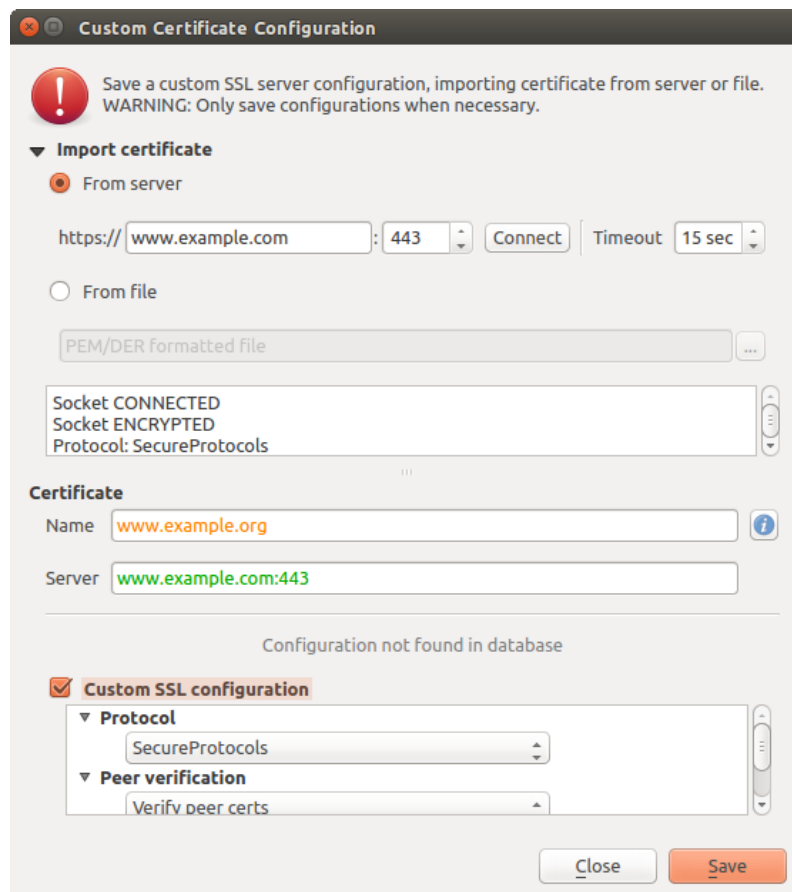 Custom Certificate Configuration
Save a custom SSL server configuration, importing certificate from server or file.
WARNING: Only save configurations when necessary.
Import certificate
From server
https:// www.example.com : 443 Connect Timeout 15 sec
From file
PEM/DER formatted file ...
Socket CONNECTED
Socket ENCRYPTED
Protocol: SecureProtocols
Certificate
Name www.example.org
Server www.example.com:443
Configuration not found in database
Custom SSL configuration
Protocol
SecureProtocols
Peer verification
Verify peer certs
Close Save